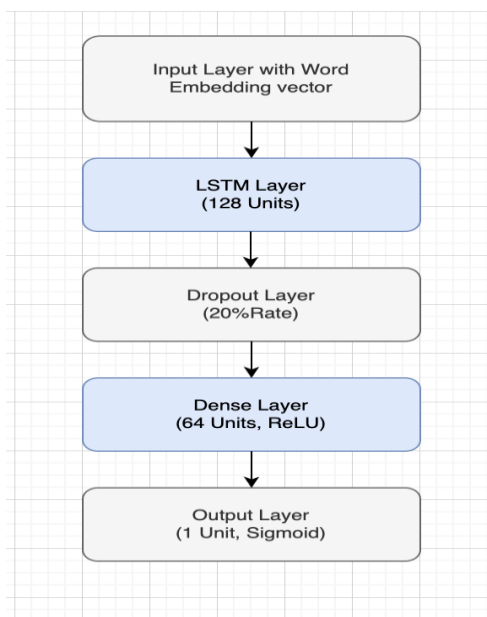 Input Layer with Word
Embedding vector
LSTM Layer
(128 Units)
Dropout Layer
(20%Rate)
Dense Layer
(64 Units, ReLU)
Output Layer
(1 Unit, Sigmoid)